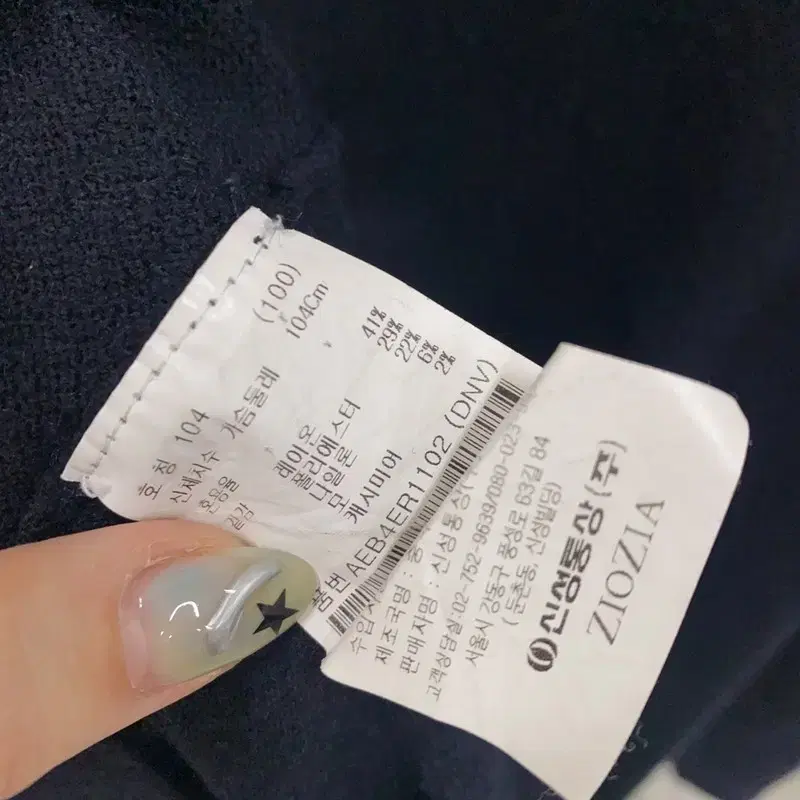 호 칭 104 (100)
신체치수 가슴둘레 104Cm
혼용율
겉감 레이온 41%
폴리에스터 29%
나일론 22%
모 6%
캐시미어 2%
품번 AEB4ER1102 (DNV)
제조국명 : 중
판매자명 : 신성통상(
고객상담실:02-752-9639/080-023
서울시 강동구 풍성로 63길 84
( 둔촌동, 신성빌딩)
신성통상(주)
ZIOZIA